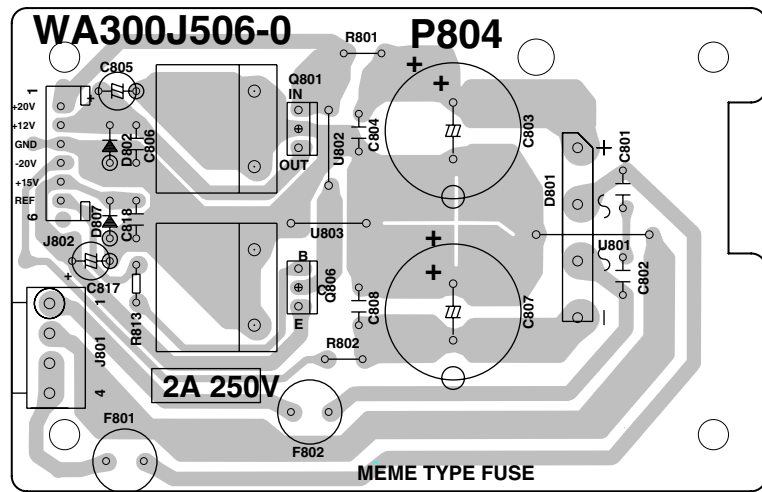 WA300J506-0
P804
R801
+
+
C805
Q801
IN
1
+
+20V
+12V
GND
-20V
+15V
REF
6
D802
C806
OUT
U802
C804
C803
D801
+
C801
D807
C818
J802
+
C817
U803
+
+
U801
B
C
E
Q806
C808
C807
C802
–
1
J801
4
R813
R802
2A 250V
F801
F802
MEME TYPE FUSE